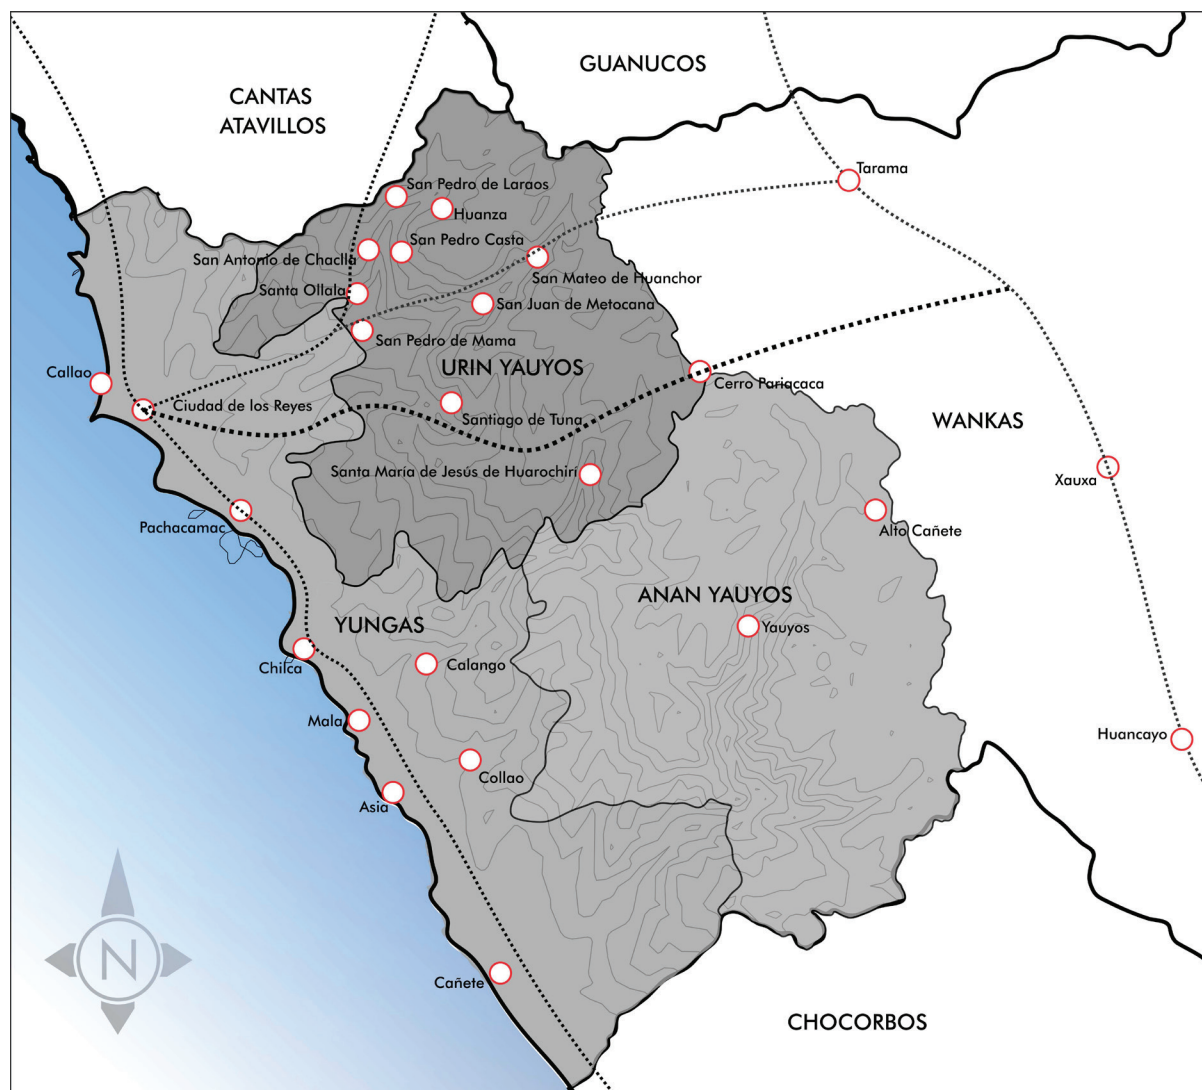 GUANUCOS
CANTAS
ATAVILLOS
Tarama
San Pedro de Laraos
Huanza
San Pedro Casta
San Antonio de Chaclla
San Mateo de Huanchor
Santa Ollala
San Juan de Metocana
San Pedro de Mama
URIN YAUYOS
Callao
Cerro Pariacaca
Ciudad de los Reyes
Santiago de Tuna
WANKAS
Santa María de Jesús de Huarochirí
Xauxa
Pachacamac
Alto Cañete
ANAN YAUYOS
YUNGAS
Yauyos
Chilca
Calango
Mala
Huancayo
Collao
Asia
N
Cañete
CHOCORBOS